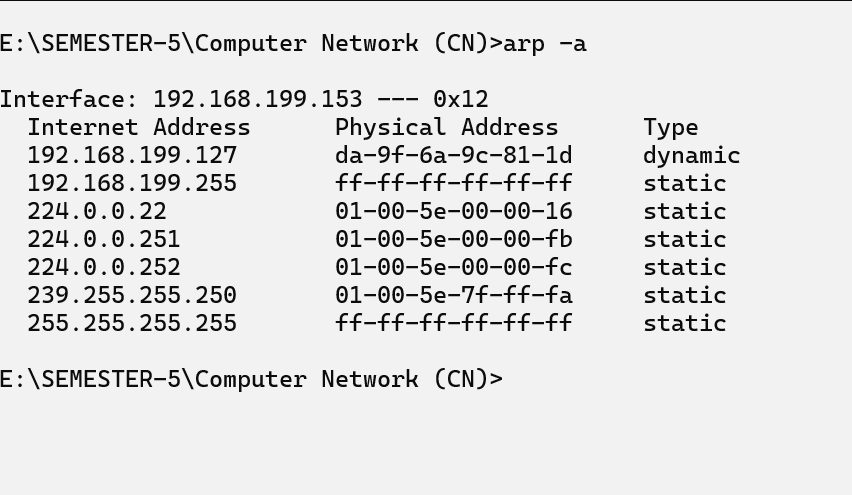 E:\SEMESTER-5\Computer Network (CN)>arp -a
Interface: 192.168.199.153 --- 0x12
Internet Address Physical Address Type
192.168.199.127 da-9f-6a-9c-81-1d dynamic
192.168.199.255 ff-ff-ff-ff-ff-ff static
224.0.0.22 01-00-5e-00-00-16 static
224.0.0.251 01-00-5e-00-00-fb static
224.0.0.252 01-00-5e-00-00-fc static
239.255.255.250 01-00-5e-7f-ff-fa static
255.255.255.255 ff-ff-ff-ff-ff-ff static
E:\SEMESTER-5\Computer Network (CN)>